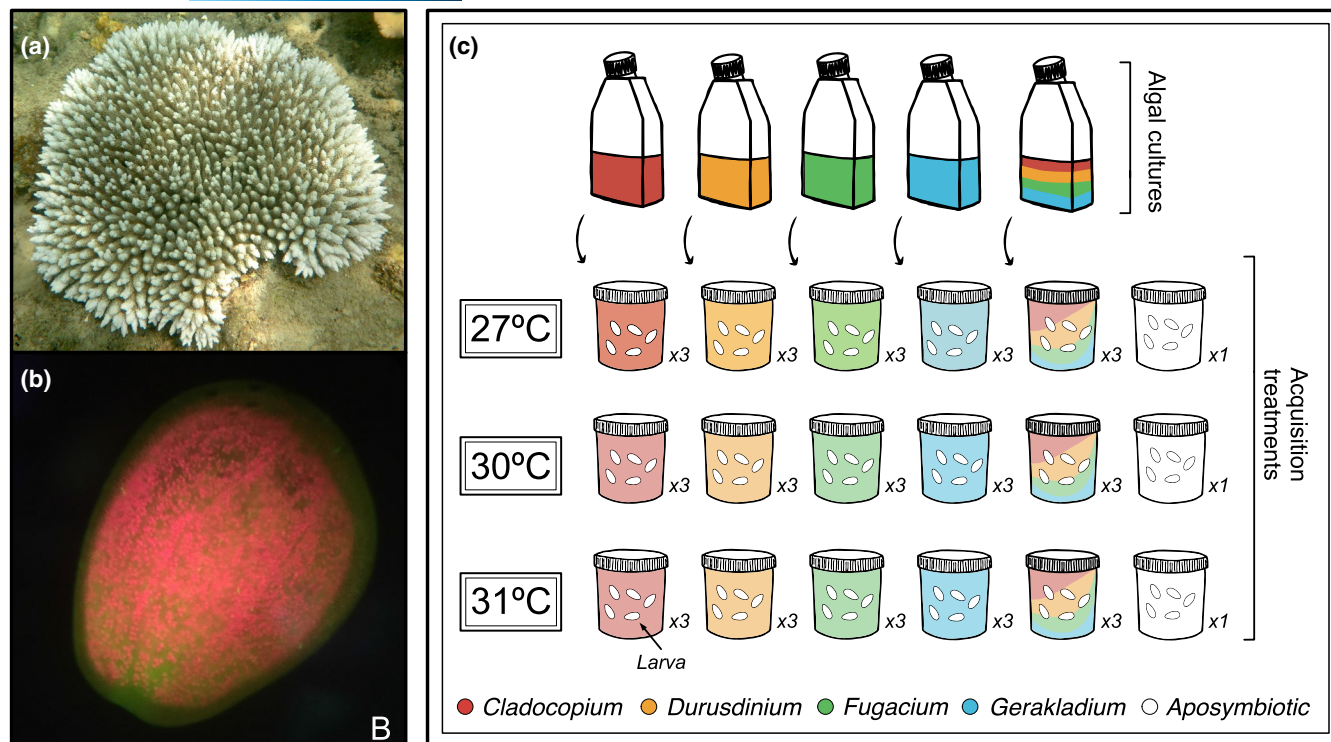 (a)
(b)
B
(c)
Algal cultures
27ºC
x3 x3 x3 x3 x3 x1
30ºC
x3 x3 x3 x3 x3 x1
31ºC
x3 x3 x3 x3 x3 x1
Larva
Acquisition
treatments
Cladocopium Durusdinium Fugacium Gerakladium Aposymbiotic